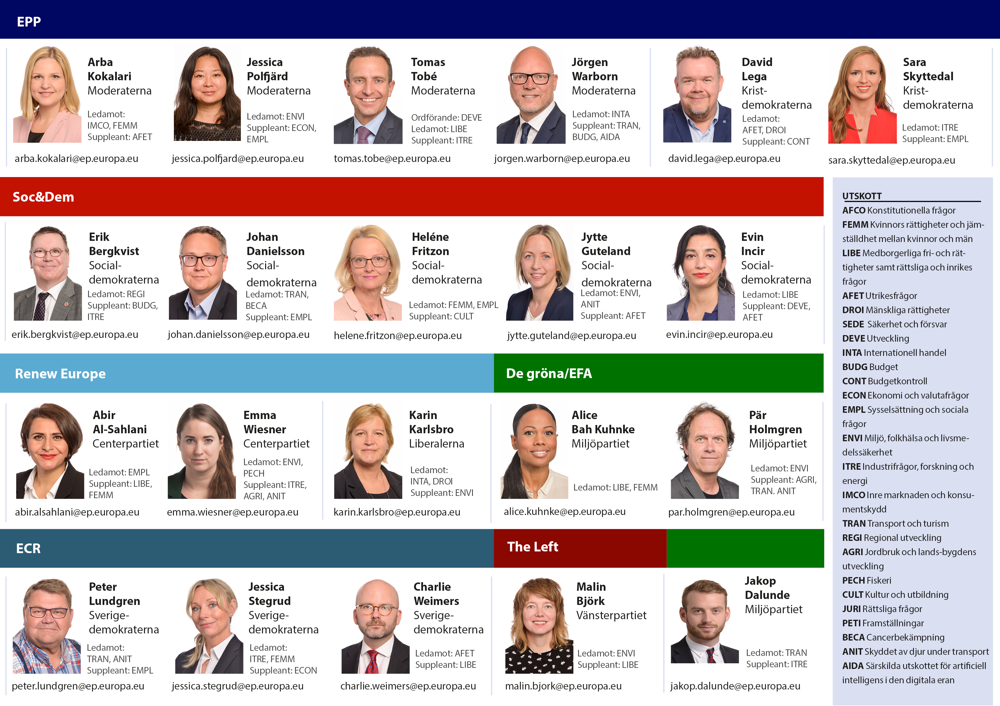 EPP
Arba
Kokalari
Moderaterna
Ledamot:
IMCO, FEMM
Suppleant: AFET
arba.kokalari@ep.europa.eu
Jessica
Polfjärd
Moderaterna
Ledamot: ENVI
Suppleant: ECON,
EMPL
jessica.polfjard@ep.europa.eu
Tomas
Tobé
Moderaterna
Ordförande: DEVE
Ledamot: LIBE
Suppleant: ITRE
tomas.tobe@ep.europa.eu
Jörgen
Warborn
Moderaterna
Ledamot: INTA
Suppleant: TRAN,
BUDG, AIDA
jorgen.warborn@ep.europa.eu
David
Lega
Krist-
demokraterna
Ledamot:
AFET, DROI
Suppleant: CONT
david.lega@ep.europa.eu
Sara
Skyttedal
Krist-
demokraterna
Ledamot: ITRE
Suppleant: EMPL
sara.skyttedal@ep.europa.eu
Soc&Dem
Erik
Bergkvist
Social-
demokraterna
Ledamot: REGI
Suppleant: BUDG,
ITRE
erik.bergkvist@ep.europa.eu
Johan
Danielsson
Social-
demokraterna
Ledamot: TRAN,
BECA
Suppleant: EMPL
johan.danielsson@ep.europa.eu
Heléne
Fritzon
Social-
demokraterna
Ledamot: FEMM, EMPL
Suppleant: CULT
helene.fritzon@ep.europa.eu
Jytte
Guteland
Social-
demokraterna
Ledamot: ENVI,
ANIT
Suppleant: AFET
jytte.guteland@ep.europa.eu
Evin
Incir
Social-
demokraterna
Ledamot: LIBE
Suppleant: DEVE,
AFET
evin.incir@ep.europa.eu
Renew Europe
Abir
Al-Sahlani
Centerpartiet
Ledamot: EMPL
Suppleant: LIBE,
FEMM
abir.alsahlani@ep.europa.eu
Emma
Wiesner
Centerpartiet
Ledamot: ENVI,
PECH
Suppleant: ITRE,
AGRI, ANIT
emma.wiesner@ep.europa.eu
Karin
Karlsbro
Liberalerna
Ledamot:
INTA, DROI
Suppleant: ENVI
karin.karlsbro@ep.europa.eu
De gröna/EFA
Alice
Bah Kuhnke
Miljöpartiet
Ledamot: LIBE, FEMM
alice.kuhnke@ep.europa.eu
Pär
Holmgren
Miljöpartiet
Ledamot: ENVI
Suppleant: AGRI,
TRAN. ANIT
par.holmgren@ep.europa.eu
ECR
Peter
Lundgren
Sverige-
demokraterna
Ledamot:
TRAN, ANIT
Suppleant: EMPL
peter.lundgren@ep.europa.eu
Jessica
Stegrud
Sverige-
demokraterna
Ledamot:
ITRE, FEMM
Suppleant: ECON
jessica.stegrud@ep.europa.eu
Charlie
Weimers
Sverige-
demokraterna
Ledamot: AFET
Suppleant: LIBE
charlie.weimers@ep.europa.eu
The Left
Malin
Björk
Vänsterpartiet
Ledamot: ENVI
Suppleant: LIBE
malin.bjork@ep.europa.eu
Jakop
Dalunde
Miljöpartiet
Ledamot: TRAN
Suppleant: ITRE
jakop.dalunde@ep.europa.eu
UTSKOTT
AFCO Konstitutionella frågor
FEMM Kvinnors rättigheter och jäm-
ställdhet mellan kvinnor och män
LIBE Medborgerliga fri- och rät-
tigheter samt rättsliga och inrikes
frågor
AFET Utrikesfrågor
DROI Mänskliga rättigheter
SEDE Säkerhet och försvar
DEVE Utveckling
INTA Internationell handel
BUDG Budget
CONT Budgetkontroll
ECON Ekonomi och valutafrågor
EMPL Sysselsättning och sociala
frågor
ENVI Miljö, folkhälsa och livsme-
delssäkerhet
ITRE Industrifrågor, forskning och
energi
IMCO Inre marknaden och konsu-
mentskydd
TRAN Transport och turism
REGI Regional utveckling
AGRI Jordbruk och lands-bygdens
utveckling
PECH Fiskeri
CULT Kultur och utbildning
JURI Rättsliga frågor
PETI Framställningar
BECA Cancerbekämpning
ANIT Skyddet av djur under transport
AIDA Särskilda utskottet för artificiell
intelligens i den digitala eran